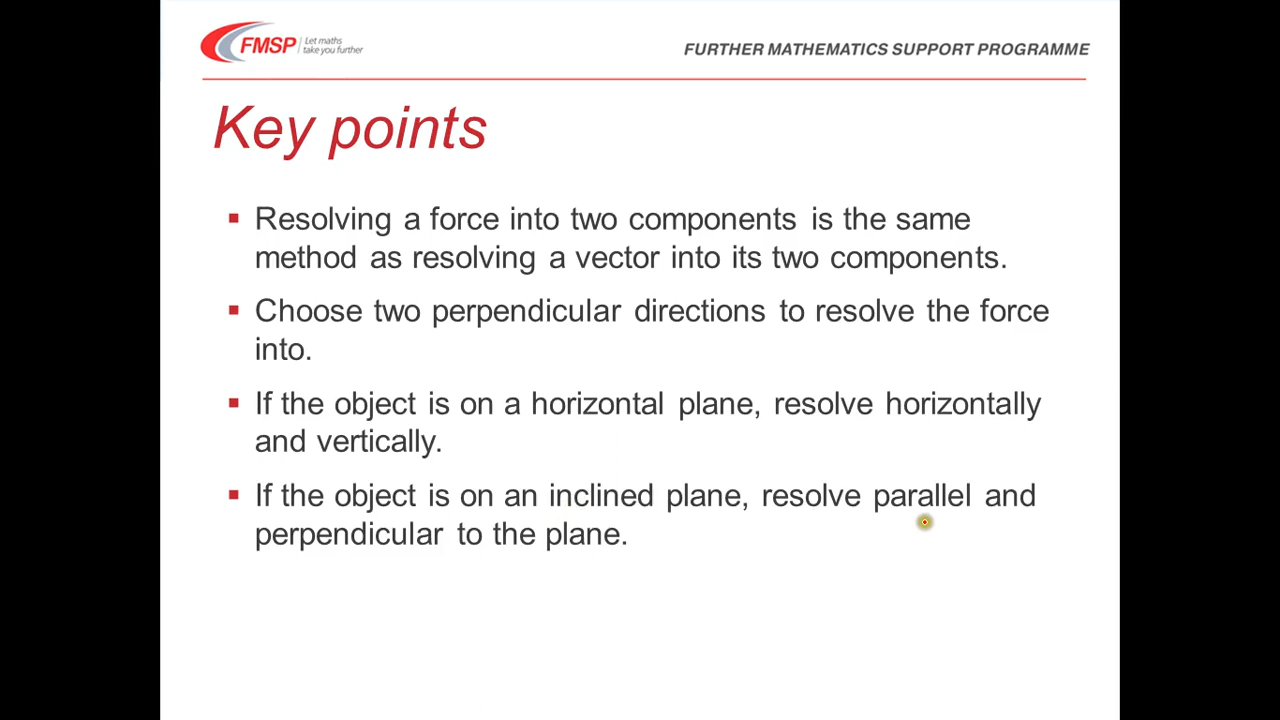 FMSP
Let maths
take you further
FURTHER MATHEMATICS SUPPORT PROGRAMME
Key points
Resolving a force into two components is the same
method as resolving a vector into its two components.
Choose two perpendicular directions to resolve the force
into.
If the object is on a horizontal plane, resolve horizontally
and vertically.
If the object is on an inclined plane, resolve parallel and
perpendicular to the plane.